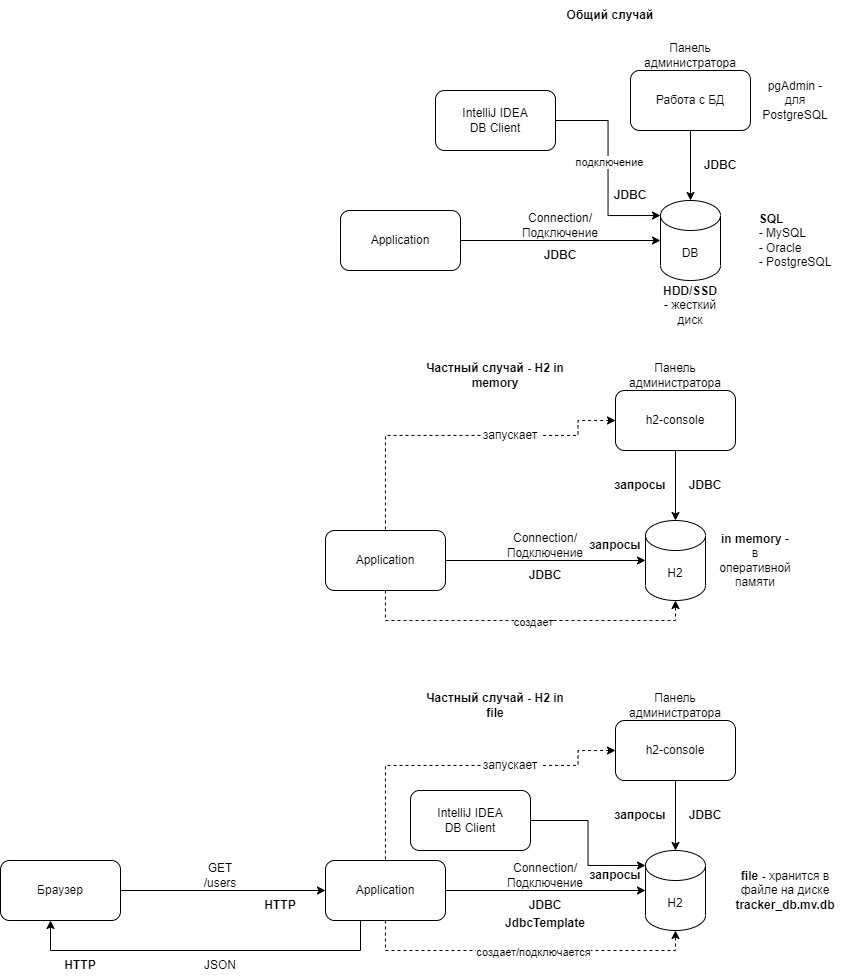 Общий случай
Панель
администратора
Работа с БД
pgAdmin -
для
PostgreSQL
IntelliJ IDEA
DB Client
подключение
JDBC
JDBC
Application
Connection/
Подключение
JDBC
DB
SQL
- MySQL
- Oracle
- PostgreSQL
HDD/SSD
- жесткий
диск
Частный случай - H2 in
memory
Панель
администратора
h2-console
запускает
запросы
JDBC
Application
Connection/
Подключение
запросы
JDBC
H2
in memory -
в
оперативной
памяти
создает
Частный случай - H2 in
file
Панель
администратора
h2-console
запускает
IntelliJ IDEA
DB Client
запросы
JDBC
Браузер
GET
/users
HTTP
Application
Connection/
Подключение
запросы
JDBC
JdbcTemplate
H2
file - хранится в
файле на диске
tracker_db.mv.db
создает/подключается
HTTP
JSON